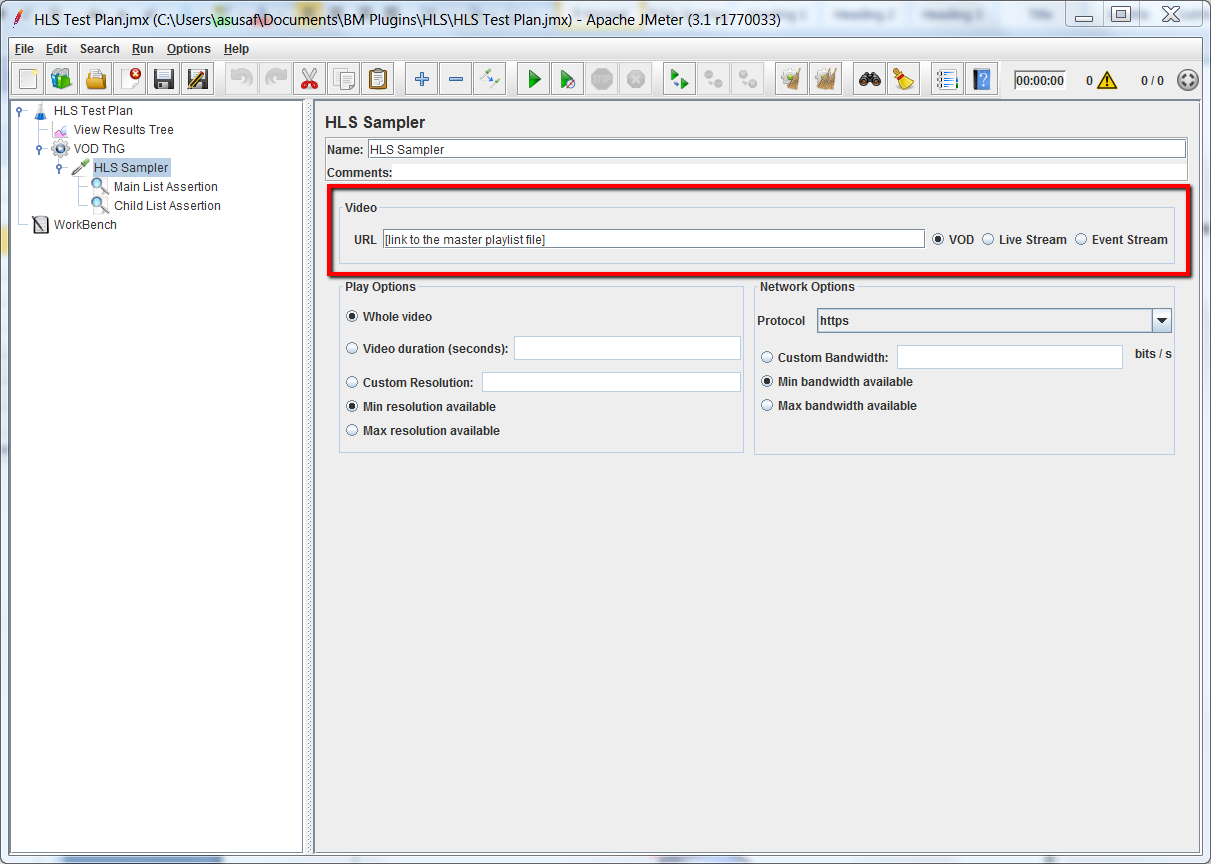 HLS Test Plan.jmx (C:\Users\asusan\Documents\BM Plugins\HLS\HLS Test Plan.jmx) - Apache JMeter (3.1 r1770033)
File Edit Search Run Options Help
STOP 00:00:00 0 0 / 0
HLS Test Plan
View Results Tree
VOD ThG
HLS Sampler
Main List Assertion
Child List Assertion
WorkBench
HLS Sampler
Name: HLS Sampler
Comments:
Video
URL [link to the master playlist file] VOD Live Stream Event Stream
Play Options
Whole video
Video duration (seconds):
Custom Resolution:
Min resolution available
Max resolution available
Network Options
Protocol https
Custom Bandwidth: bits / s
Min bandwidth available
Max bandwidth available